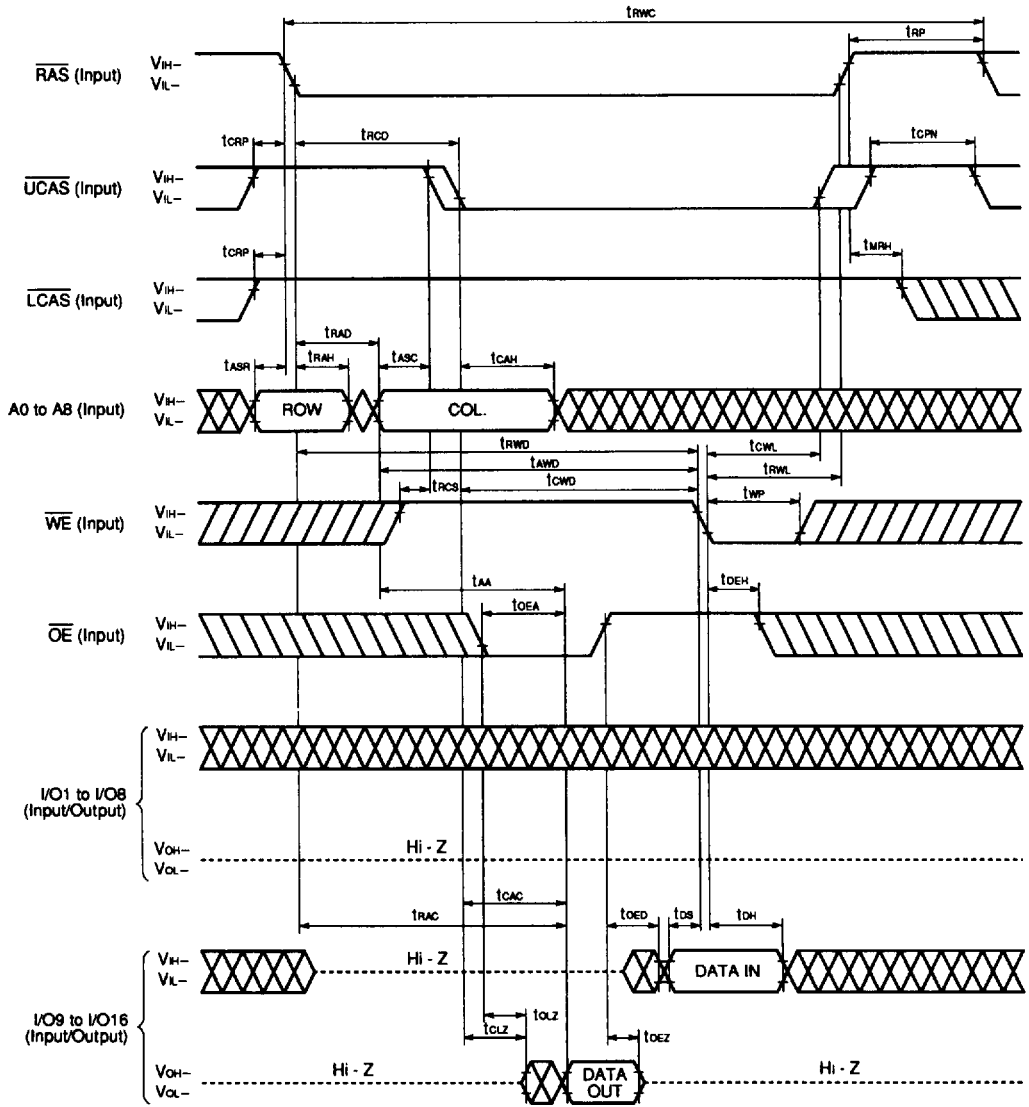 tRWC
tRP
RAS (Input)
VIH–
VIL–
tCRP
tRCD
tCPN
UCAS (Input)
VIH–
VIL–
tCRP
tMRH
LCAS (Input)
VIH–
VIL–
tRAD
tASR
tRAH
tASC
tCAH
A0 to A8 (Input)
VIH–
VIL–
ROW
COL.
tRWD
tCWL
tAWD
tRWL
tRCS
tCWD
tWP
WE (Input)
VIH–
VIL–
tAA
tOEH
tOEA
OE (Input)
VIH–
VIL–
VIH–
VIL–
I/O1 to I/O8
(Input/Output)
VOH–
VOL–
Hi - Z
tCAC
tRAC
tOED
tDS
tDH
VIH–
VIL–
Hi - Z
DATA IN
I/O9 to I/O16
(Input/Output)
tOLZ
tCLZ
tOEZ
VOH–
VOL–
Hi - Z
DATA
OUT
Hi - Z